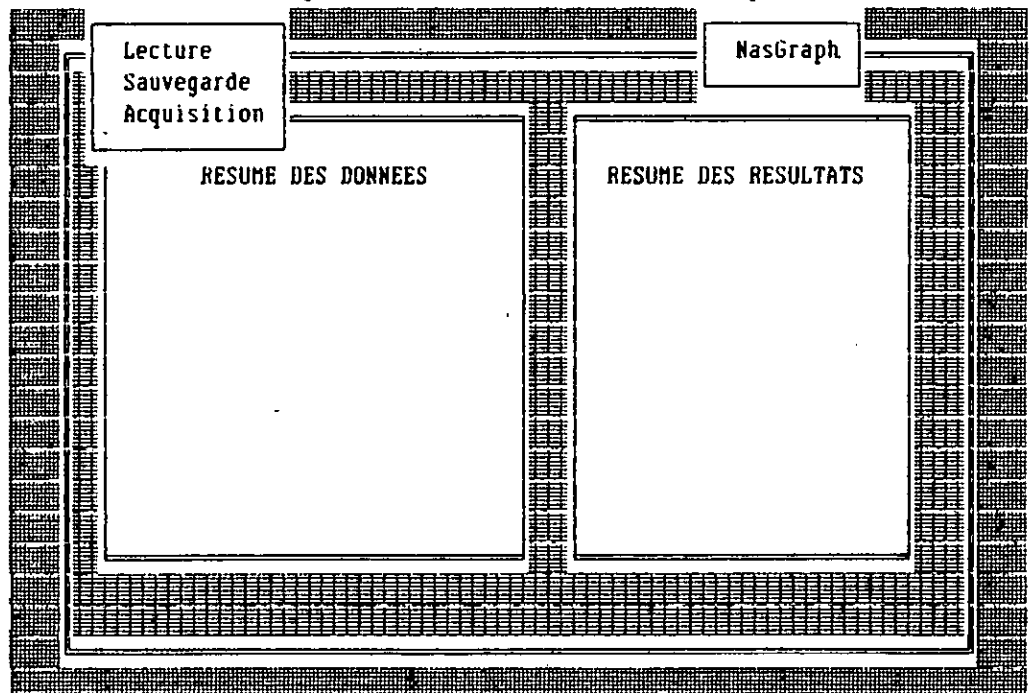 Lecture
Sauvegarde
Acquisition
NasGraph
RESUME DES DONNEES
RESUME DES RESULTATS